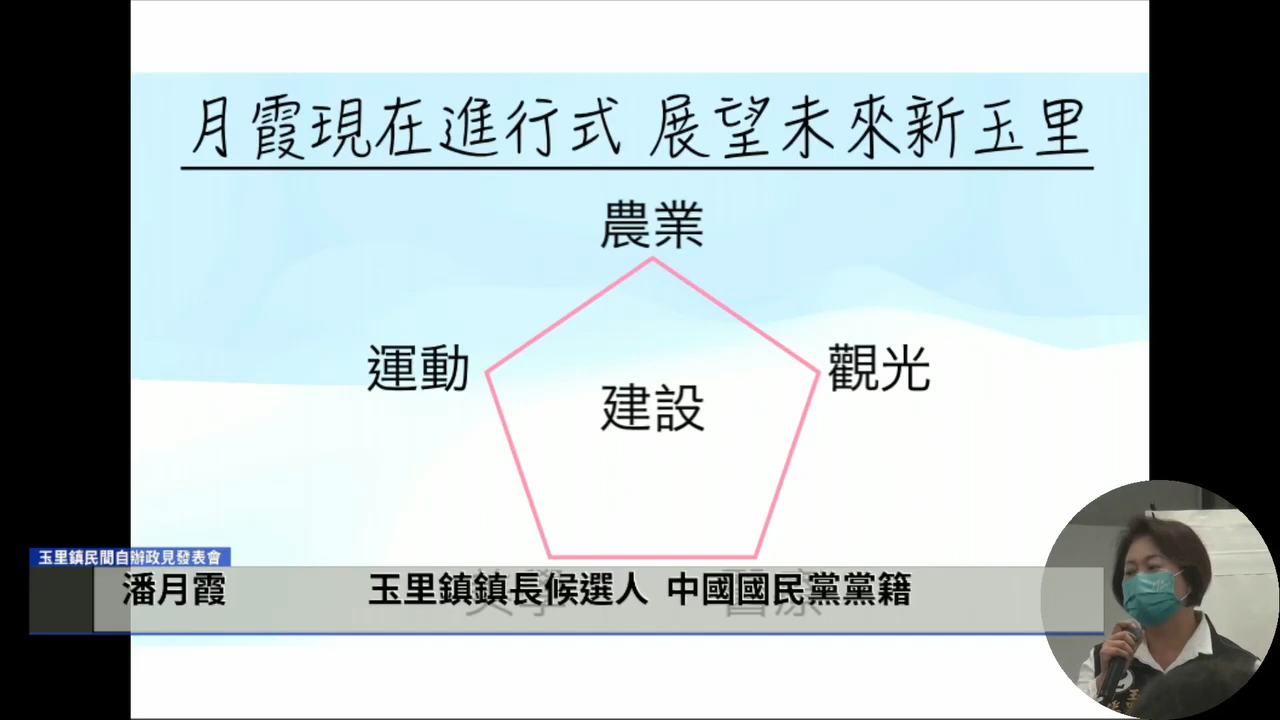 月霞現在進行式 展望未來新玉里
農業
運動
觀光
建設
玉里鎮民間自辦政見發表會
潘月霞 玉里鎮鎮長候選人 中國國民黨黨籍
醫療